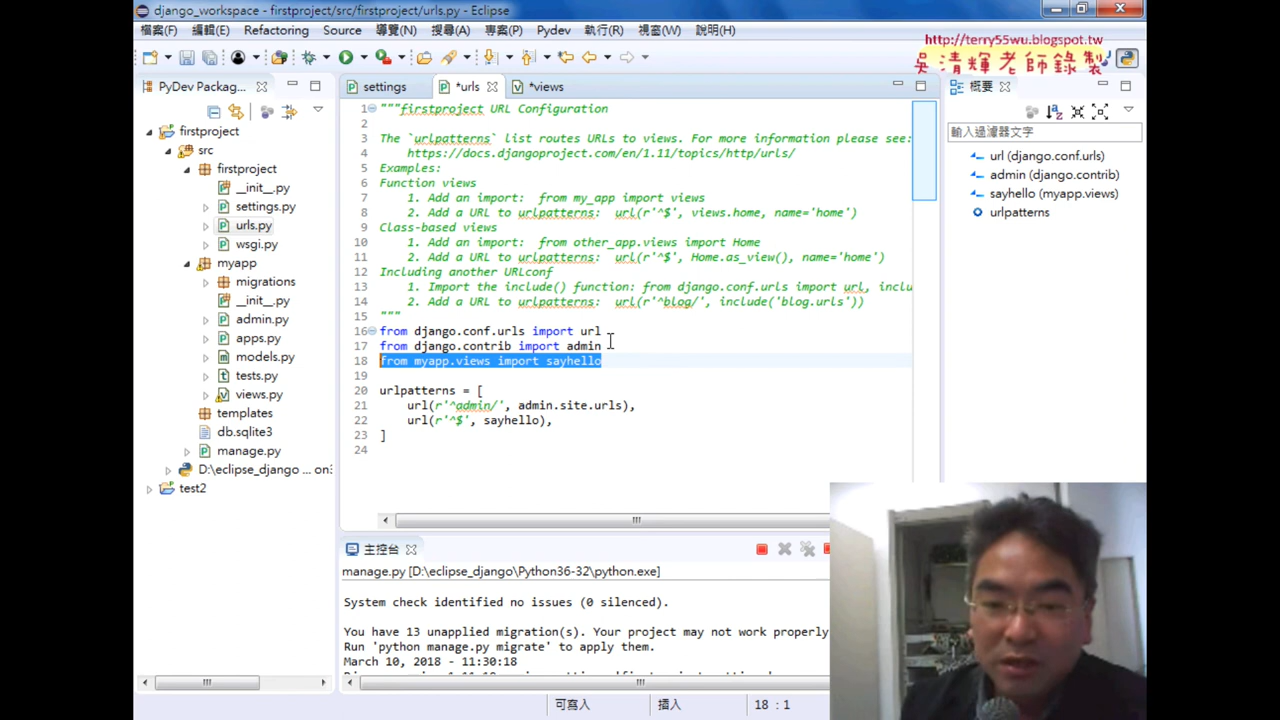 django_workspace - firstproject/src/firstproject/urls.py - Eclipse
檔案(F) 編輯(E) Refactoring Source 導覽(N) 搜尋(A) 專案(P) Pydev 執行(R) 視窗(W) 說明(H)
http://terry55wu.blogspot.tw
吳清輝老師錄製
PyDev Packag...
firstproject
src
firstproject
__init__.py
settings.py
urls.py
wsgi.py
myapp
migrations
__init__.py
admin.py
apps.py
models.py
tests.py
views.py
templates
db.sqlite3
manage.py
D:\eclipse_django ... on:
test2
settings *urls *views
1 """firstproject URL Configuration
2
3 The `urlpatterns` list routes URLs to views. For more information please see:
4 https://docs.djangoproject.com/en/1.11/topics/http/urls/
5 Examples:
6 Function views
7 1. Add an import:  from my_app import views
8 2. Add a URL to urlpatterns:  url(r'^$', views.home, name='home')
9 Class-based views
10 1. Add an import:  from other_app.views import Home
11 2. Add a URL to urlpatterns:  url(r'^$', Home.as_view(), name='home')
12 Including another URLconf
13 1. Import the include() function: from django.conf.urls import url, inclu
14 2. Add a URL to urlpatterns:  url(r'^blog/', include('blog.urls'))
15 """
16 from django.conf.urls import url
17 from django.contrib import admin
18 from myapp.views import sayhello
19
20 urlpatterns = [
21 url(r'^admin/', admin.site.urls),
22 url(r'^$', sayhello),
23 ]
24
概要
輸入過濾器文字
url (django.conf.urls)
admin (django.contrib)
sayhello (myapp.views)
urlpatterns
主控台
manage.py [D:\eclipse_django\Python36-32\python.exe]
System check identified no issues (0 silenced).
You have 13 unapplied migration(s). Your project may not work properly
Run 'python manage.py migrate' to apply them.
March 10, 2018 - 11:30:18
可寫入 插入 18 : 1